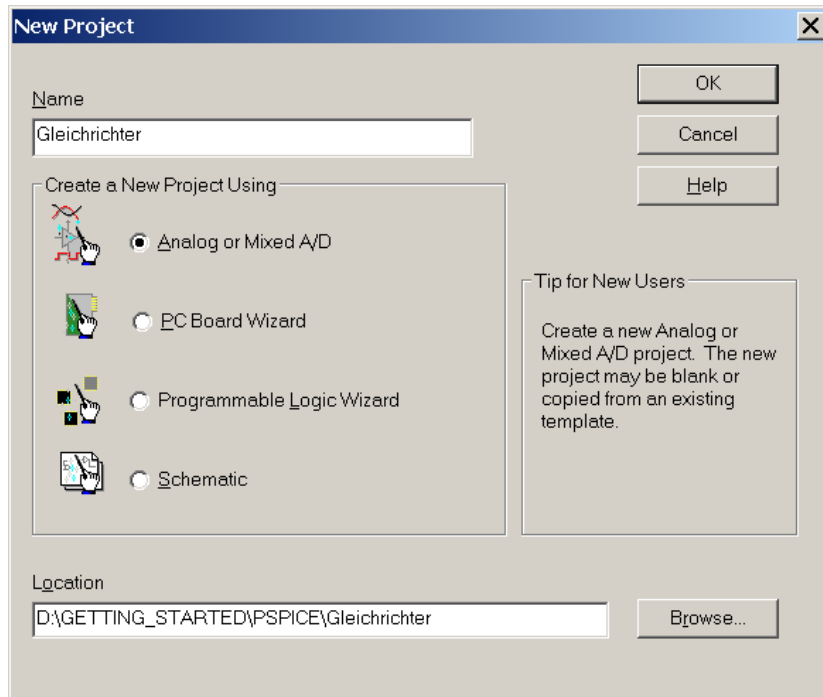 New Project
Name
Gleichrichter
OK
Cancel
Help
Create a New Project Using
Analog or Mixed A/D
PC Board Wizard
Programmable Logic Wizard
Schematic
Tip for New Users
Create a new Analog or
Mixed A/D project. The new
project may be blank or
copied from an existing
template.
Location
D:\GETTING_STARTED\PSPICE\Gleichrichter
Browse...